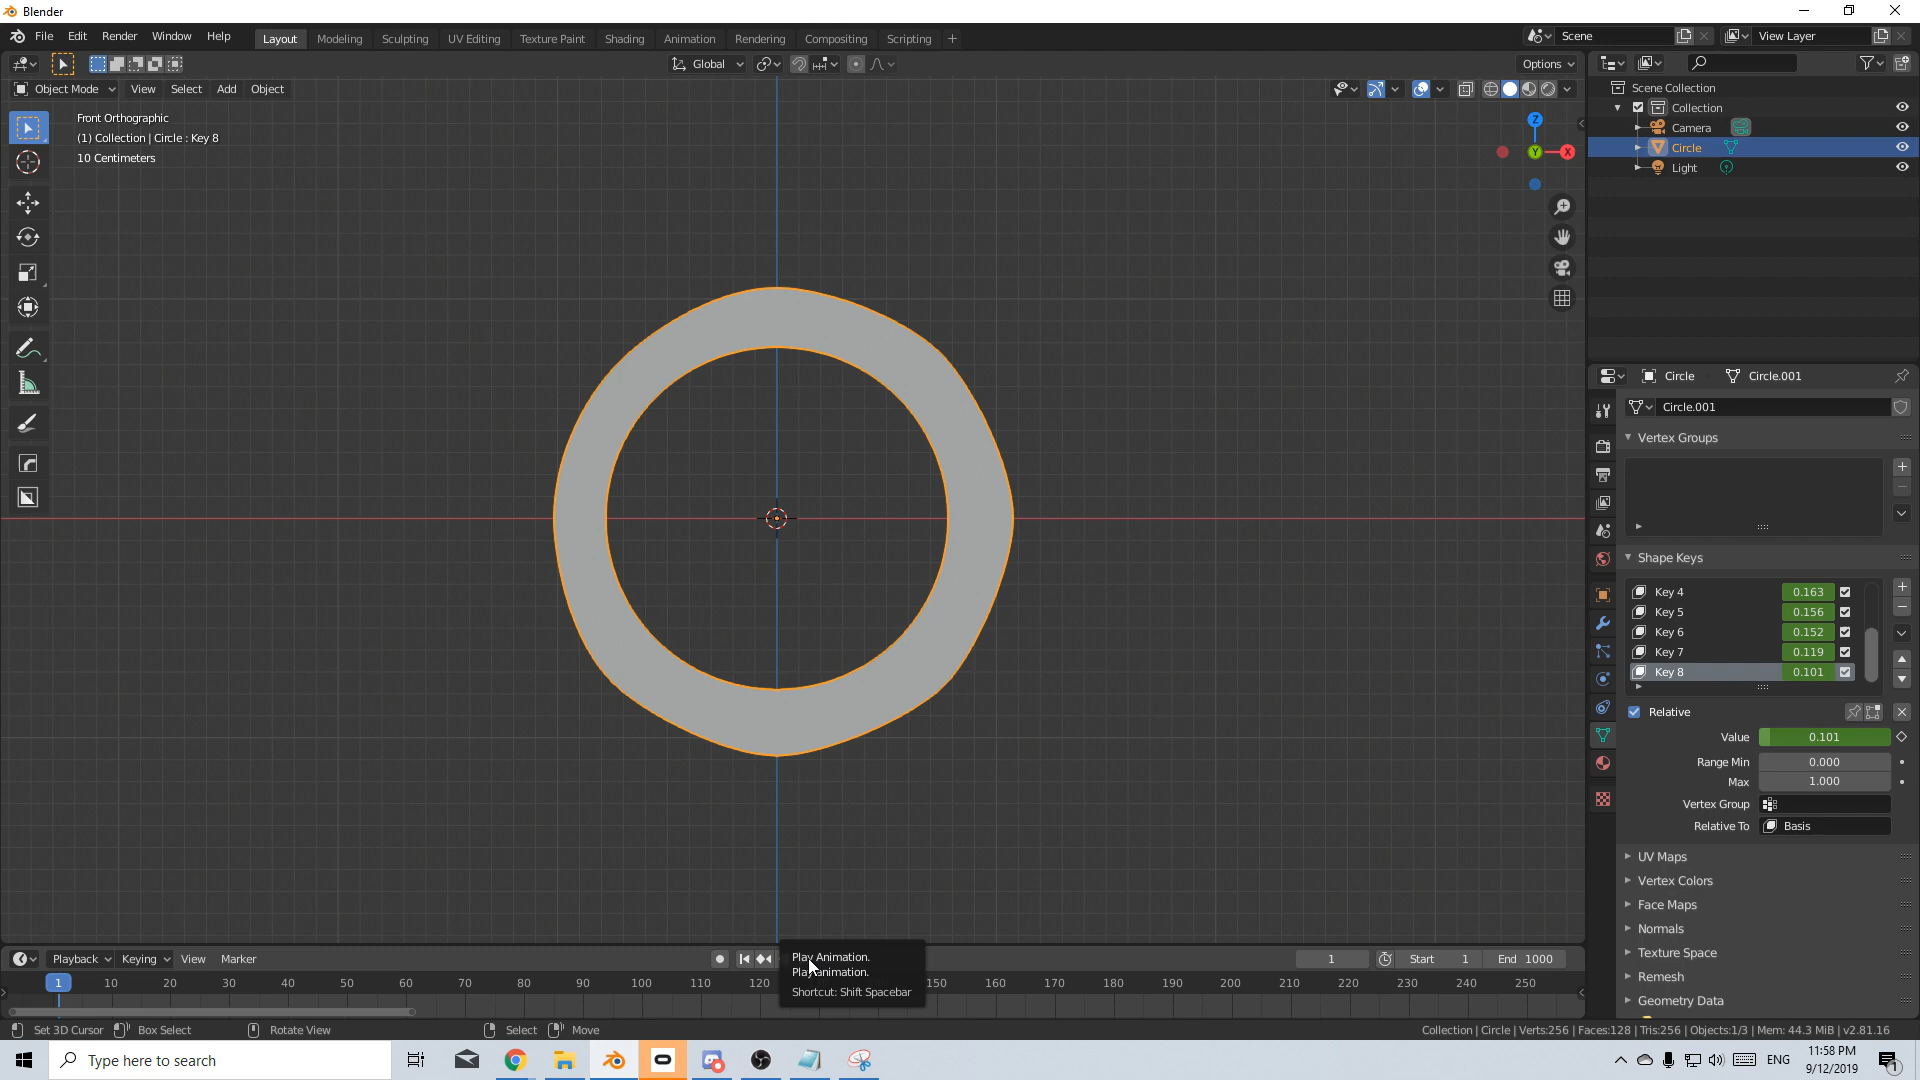 Blender
File Edit Render Window Help
Layout Modeling Sculpting UV Editing Texture Paint Shading Animation Rendering Compositing Scripting +
Scene
View Layer
Global
Options
Object Mode View Select Add Object
Front Orthographic
(1) Collection | Circle : Key 8
10 Centimeters
Z
Y
X
Scene Collection
Collection
Camera
Circle
Light
Circle
Circle.001
Circle.001
Vertex Groups
Shape Keys
Key 4 0.163
Key 5 0.156
Key 6 0.152
Key 7 0.119
Key 8 0.101
Relative
Value 0.101
Range Min 0.000
Max 1.000
Vertex Group
Relative To Basis
UV Maps
Vertex Colors
Face Maps
Normals
Texture Space
Remesh
Geometry Data
Playback Keying View Marker
1
Start 1
End 1000
Play Animation.
Play animation.
Shortcut: Shift Spacebar
1 10 20 30 40 50 60 70 80 90 100 110 120 150 160 170 180 190 200 210 220 230 240 250
Set 3D Cursor Box Select Rotate View Select Move
Collection | Circle | Verts:256 | Faces:128 | Tris:256 | Objects:1/3 | Mem: 44.3 MiB | v2.81.16
Type here to search
ENG
11:58 PM
9/12/2019
1